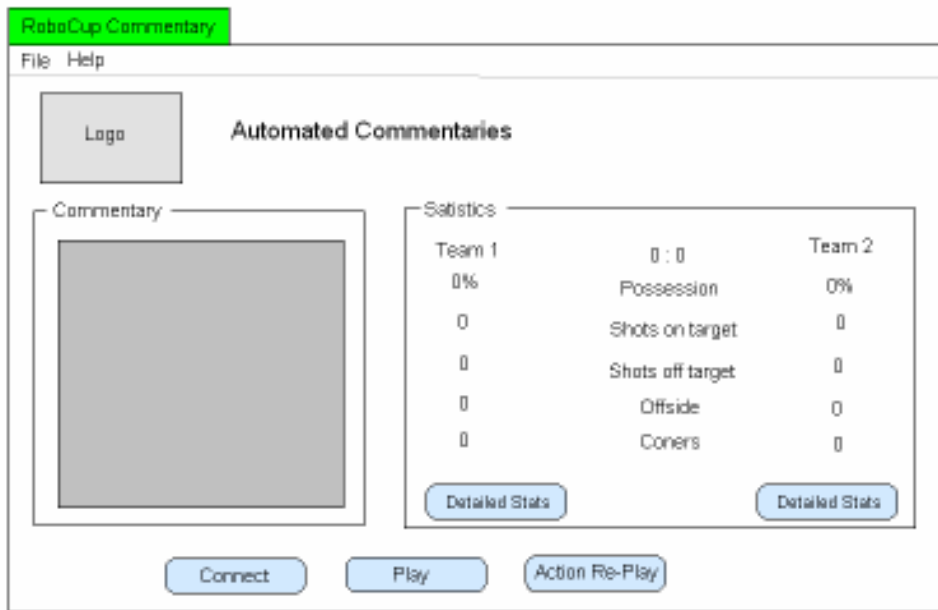 RoboCup Commentary
File Help
Logo
Automated Commentaries
Commentary
Satistics
Team 1 0 : 0 Team 2
0% Possession 0%
0 Shots on target 0
0 Shots off target 0
0 Offside 0
0 Coners 0
Detailed Stats Detailed Stats
Connect Play Action Re-Play